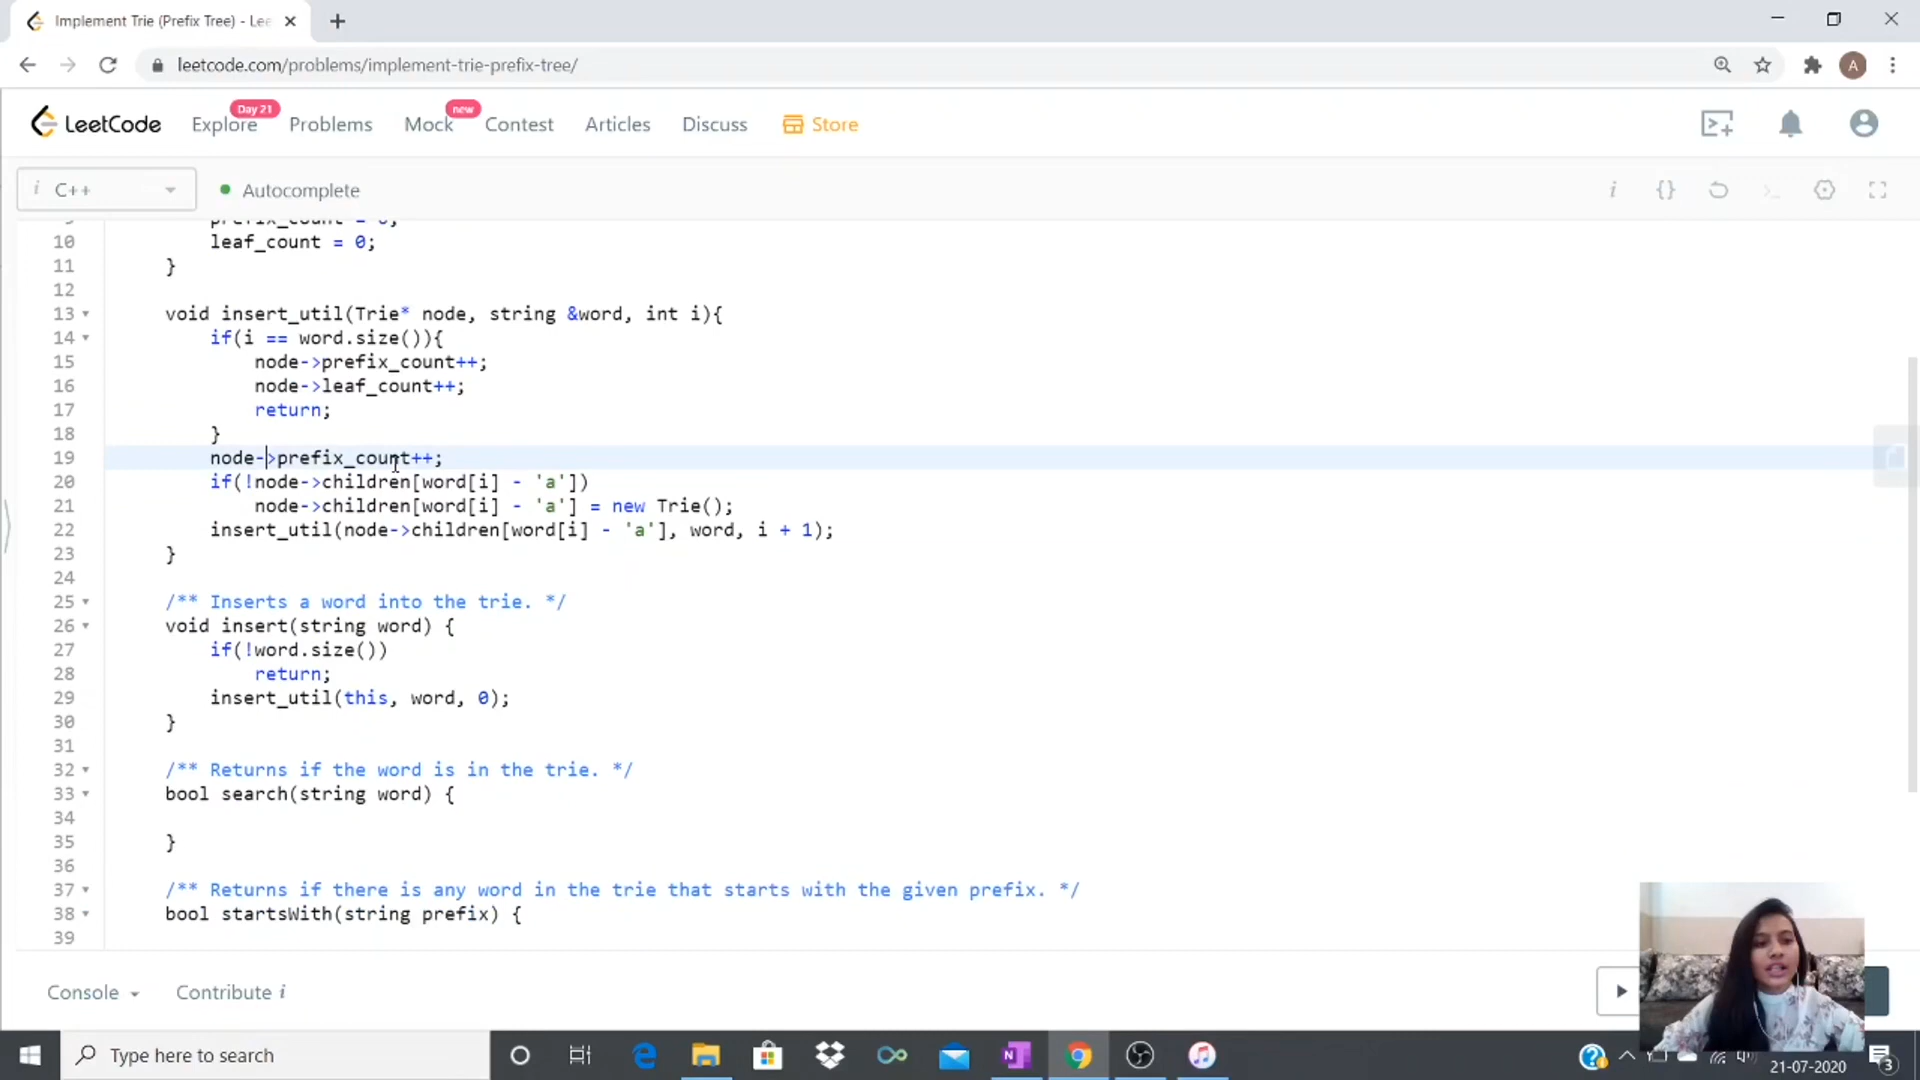 Implement Trie (Prefix Tree) - Lee
leetcode.com/problems/implement-trie-prefix-tree/
A
LeetCode
Explore
Day 21
Problems
Mock
new
Contest
Articles
Discuss
Store
i C++
Autocomplete
10 leaf_count = 0;
11 }
12
13 void insert_util(Trie* node, string &word, int i){
14 if(i == word.size()){
15 node->prefix_count++;
16 node->leaf_count++;
17 return;
18 }
19 node->prefix_count++;
20 if(!node->children[word[i] - 'a'])
21 node->children[word[i] - 'a'] = new Trie();
22 insert_util(node->children[word[i] - 'a'], word, i + 1);
23 }
24
25 /** Inserts a word into the trie. */
26 void insert(string word) {
27 if(!word.size())
28 return;
29 insert_util(this, word, 0);
30 }
31
32 /** Returns if the word is in the trie. */
33 bool search(string word) {
34
35 }
36
37 /** Returns if there is any word in the trie that starts with the given prefix. */
38 bool startsWith(string prefix) {
39
Console
Contribute i
Type here to search
21-07-2020
3